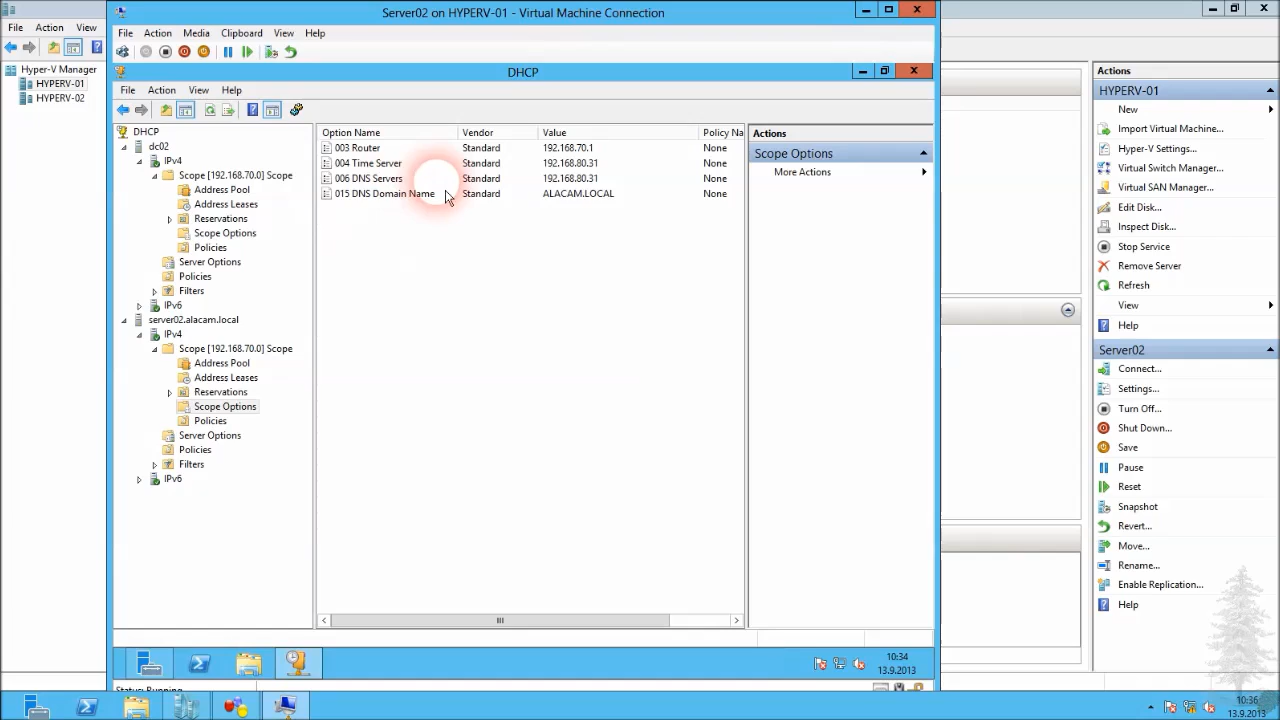 Server02 on HYPERV-01 - Virtual Machine Connection
File Action View
File Action Media Clipboard View Help
Hyper-V Manager
HYPERV-01
HYPERV-02
DHCP
File Action View Help
DHCP
dc02
IPv4
Scope [192.168.70.0] Scope
Address Pool
Address Leases
Reservations
Scope Options
Policies
Server Options
Policies
Filters
IPv6
server02.alacam.local
IPv4
Scope [192.168.70.0] Scope
Address Pool
Address Leases
Reservations
Scope Options
Policies
Server Options
Policies
Filters
IPv6
Option Name Vendor Value Policy Na
003 Router Standard 192.168.70.1 None
004 Time Server Standard 192.168.80.31 None
006 DNS Servers Standard 192.168.80.31 None
015 DNS Domain Name Standard ALACAM.LOCAL None
Actions
Scope Options
More Actions
Actions
HYPERV-01
New
Import Virtual Machine...
Hyper-V Settings...
Virtual Switch Manager...
Virtual SAN Manager...
Edit Disk...
Inspect Disk...
Stop Service
Remove Server
Refresh
View
Help
Server02
Connect...
Settings...
Turn Off...
Shut Down...
Save
Pause
Reset
Snapshot
Revert...
Move...
Rename...
Enable Replication...
Help
10:34
13.9.2013
Status: Running
10:36
13.9.2013